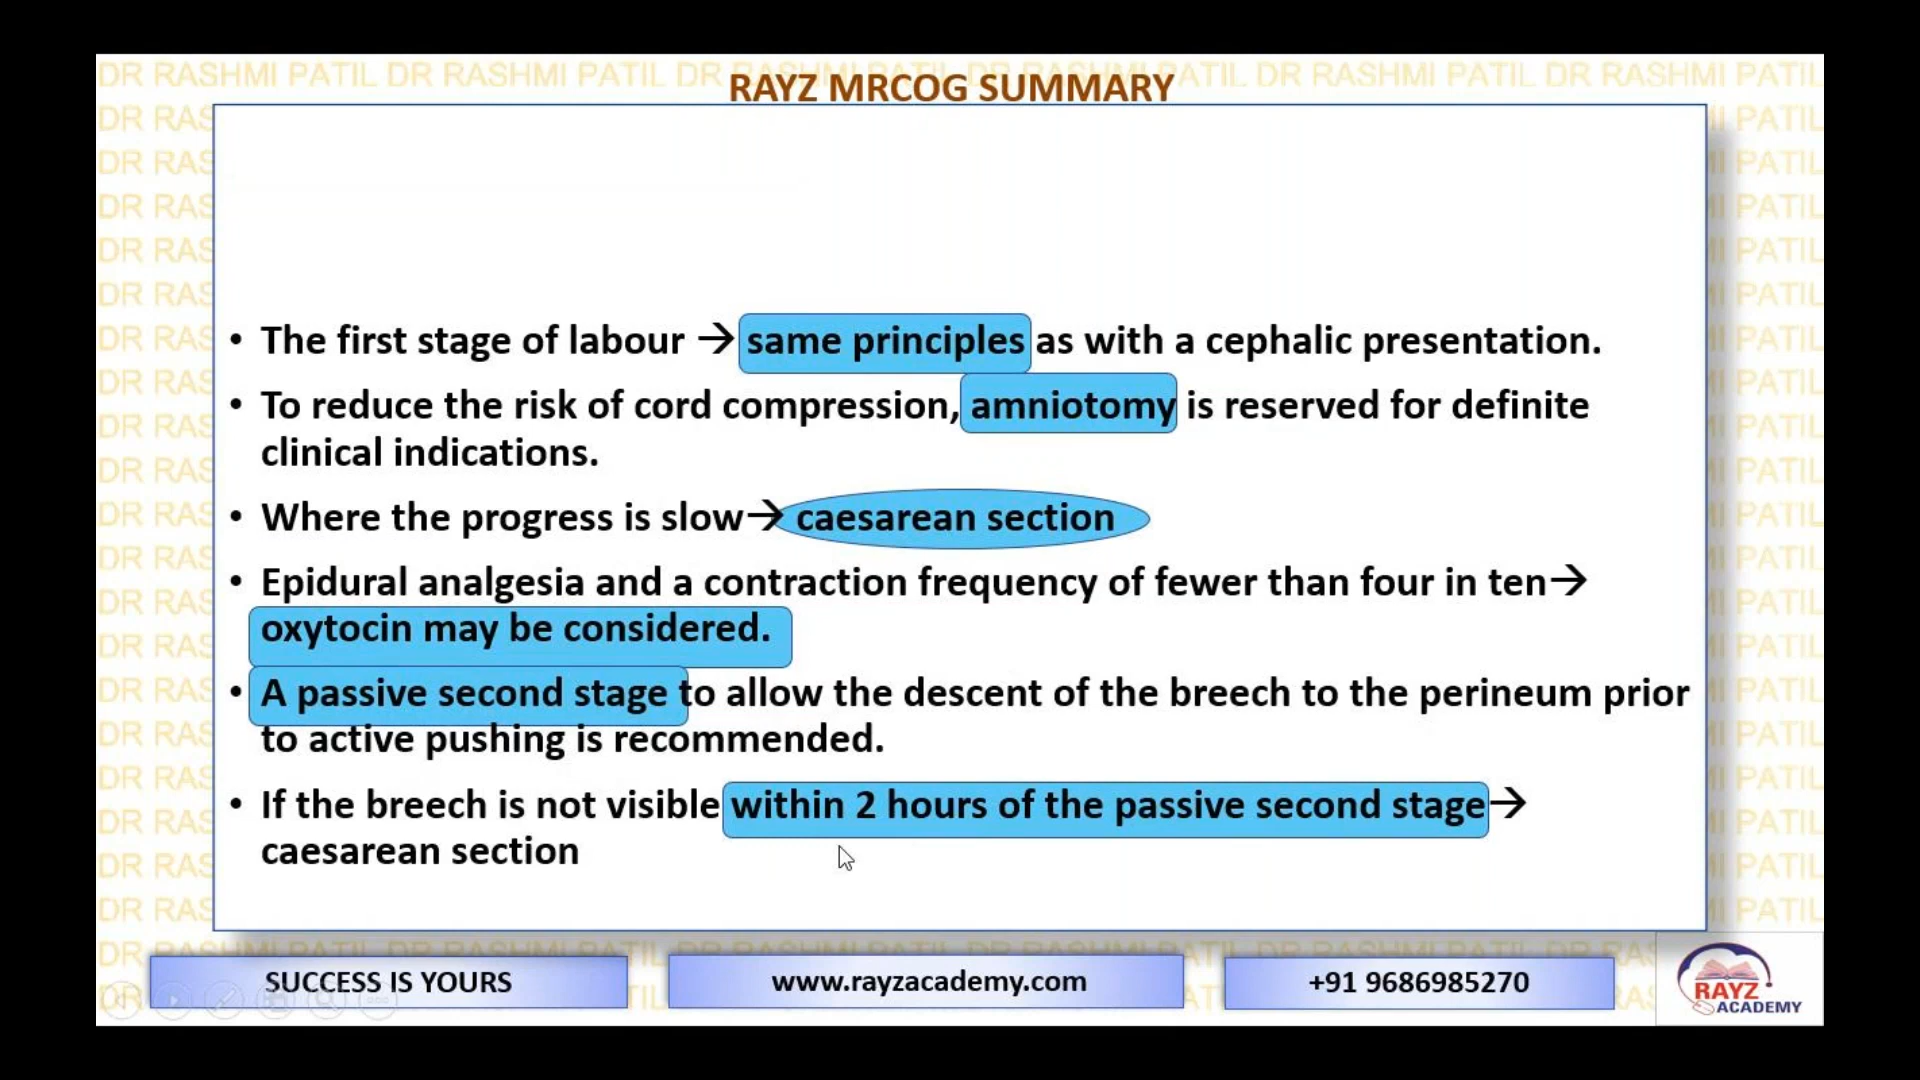 DR RASHMI PATIL DR RASHMI PATIL DR RASHMI PATIL DR RASHMI PATIL DR RASHMI PATIL DR RASHMI PATIL
RAYZ MRCOG SUMMARY
• The first stage of labour → same principles as with a cephalic presentation.
• To reduce the risk of cord compression, amniotomy is reserved for definite
clinical indications.
• Where the progress is slow→ caesarean section
• Epidural analgesia and a contraction frequency of fewer than four in ten→
oxytocin may be considered.
• A passive second stage to allow the descent of the breech to the perineum prior
to active pushing is recommended.
• If the breech is not visible within 2 hours of the passive second stage→
caesarean section
SUCCESS IS YOURS
www.rayzacademy.com
+91 9686985270
RAYZ
ACADEMY